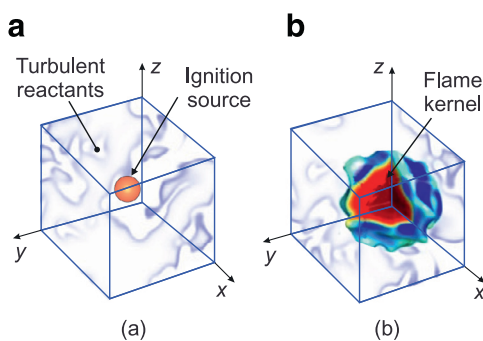 a
b
Turbulent
reactants
z
Ignition
source
y
x
(a)
z
Flame
kernel
y
x
(b)